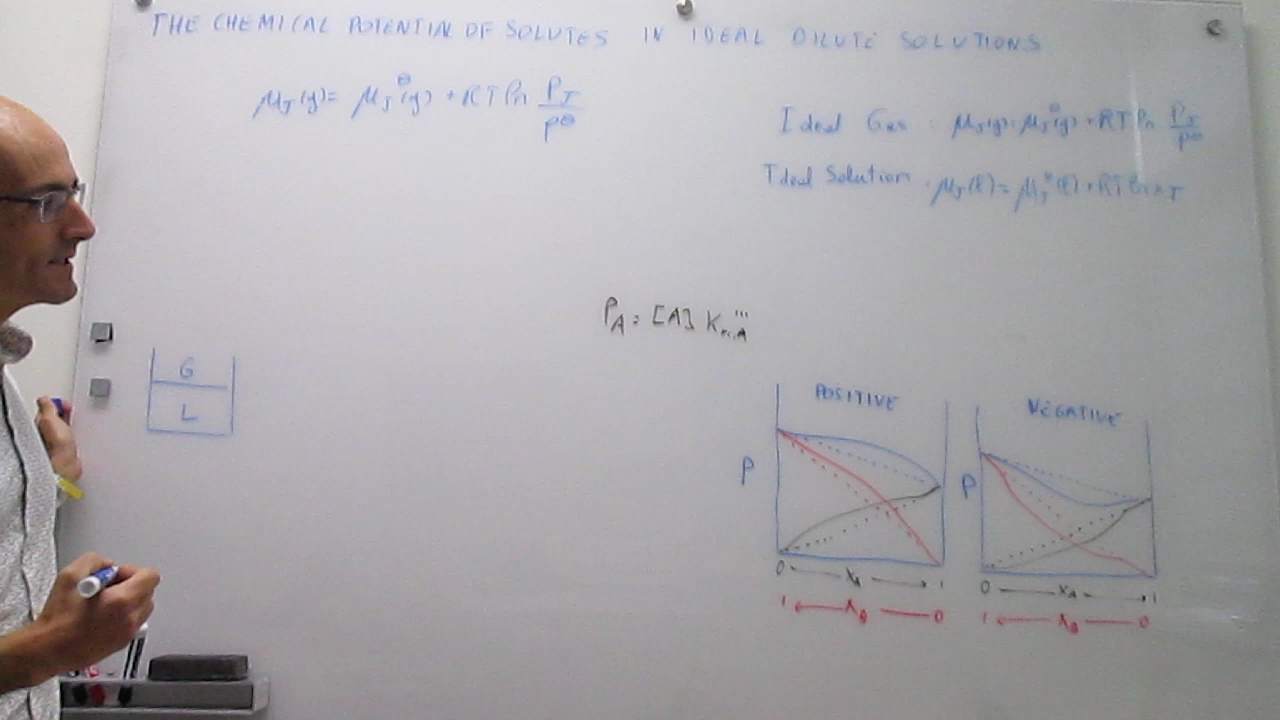 THE CHEMICAL POTENTIAL OF SOLUTES IN IDEAL DILUTE SOLUTIONS
μJ(g) = μJ⊖(g) + RT ln PJ/P⊖
Ideal Gas : μJ(g) = μJ⊖(g) + RT ln PJ/P⊖
Ideal Solution : μJ(l) = μJ*(l) + RT ln xJ
PA = [A] KH,A'''
G
L
POSITIVE
P
0 XA 1
1 XB 0
NEGATIVE
P
0 XA 1
1 XB 0